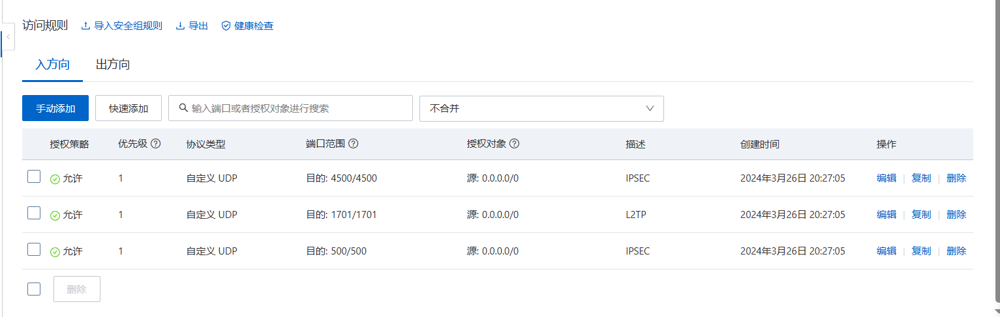 访问规则 导入安全组规则 导出 健康检查
入方向 出方向
手动添加 快速添加 输入端口或者授权对象进行搜索 不合并
授权策略 优先级 协议类型 端口范围 授权对象 描述 创建时间 操作
允许 1 自定义 UDP 目的: 4500/4500 源: 0.0.0.0/0 IPSEC 2024年3月26日 20:27:05 编辑 | 复制 | 删除
允许 1 自定义 UDP 目的: 1701/1701 源: 0.0.0.0/0 L2TP 2024年3月26日 20:27:05 编辑 | 复制 | 删除
允许 1 自定义 UDP 目的: 500/500 源: 0.0.0.0/0 IPSEC 2024年3月26日 20:27:05 编辑 | 复制 | 删除
删除